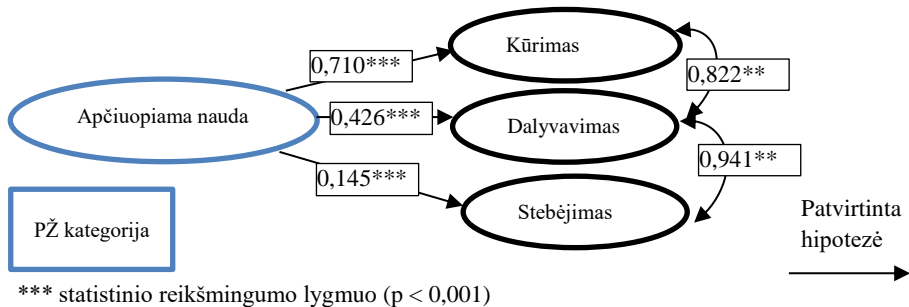 Kūrimas
0,710***
0,822**
Apčiuopiama nauda
0,426***
Dalyvavimas
0,941**
0,145***
Stebėjimas
PŽ kategorija
Patvirtinta
hipotezė
*** statistinio reikšmingumo lygmuo (p < 0,001)